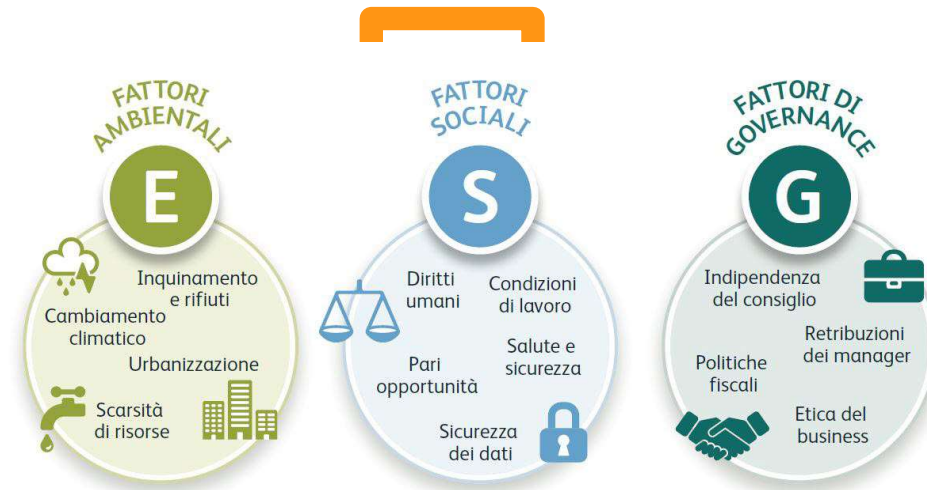 FATTORI
AMBIENTALI
E
Inquinamento
e rifiuti
Cambiamento
climatico
Urbanizzazione
Scarsità
di risorse
FATTORI
SOCIALI
S
Diritti
umani
Condizioni
di lavoro
Pari
opportunità
Salute e
sicurezza
Sicurezza
dei dati
FATTORI DI
GOVERNANCE
G
Indipendenza
del consiglio
Retribuzioni
dei manager
Politiche
fiscali
Etica del
business